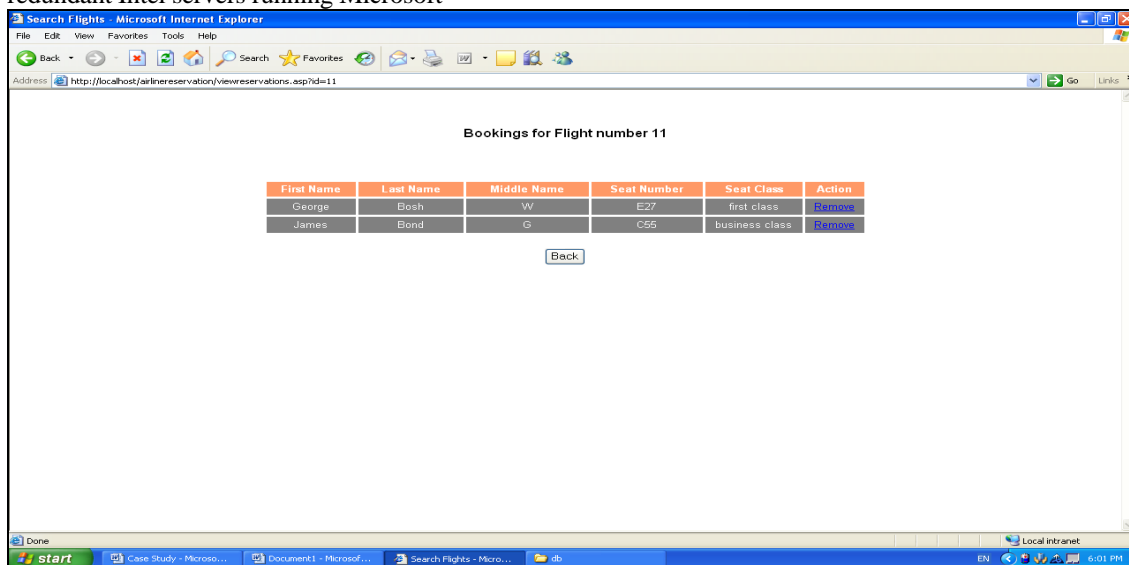 redundant Intel servers running Microsoft
Search Flights - Microsoft Internet Explorer
File Edit View Favorites Tools Help
Back Search Favorites
Address http://localhost/airlinereservation/viewreservations.asp?id=11 Go Links
Bookings for Flight number 11
First Name Last Name Middle Name Seat Number Seat Class Action
George Bosh W E27 first class Remove
James Bond G C55 business class Remove
Back
Done Local intranet
start Case Study - Microso... Document1 - Microsof... Search Flights - Micro... db EN 6:01 PM